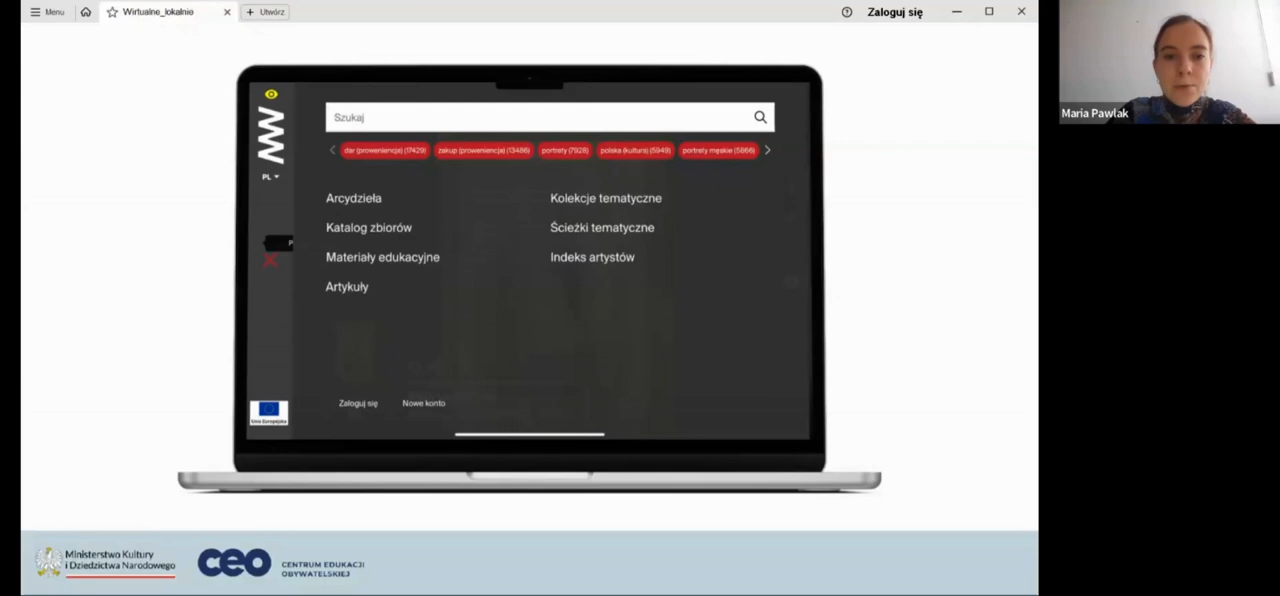 Menu
Wirtualne_lokalnie
Utwórz
Zaloguj się
Maria Pawlak
Szukaj
PL
dar (proweniencja) (17429)
zakup (proweniencja) (13486)
portrety (7928)
polska (kultura) (5949)
portrety męskie (5866)
Arcydzieła
Kolekcje tematyczne
Katalog zbiorów
Ścieżki tematyczne
Materiały edukacyjne
Indeks artystów
Artykuły
Zaloguj się
Nowe konto
Unia Europejska
Ministerstwo Kultury
i Dziedzictwa Narodowego
ceo
CENTRUM EDUKACJI
OBYWATELSKIEJ